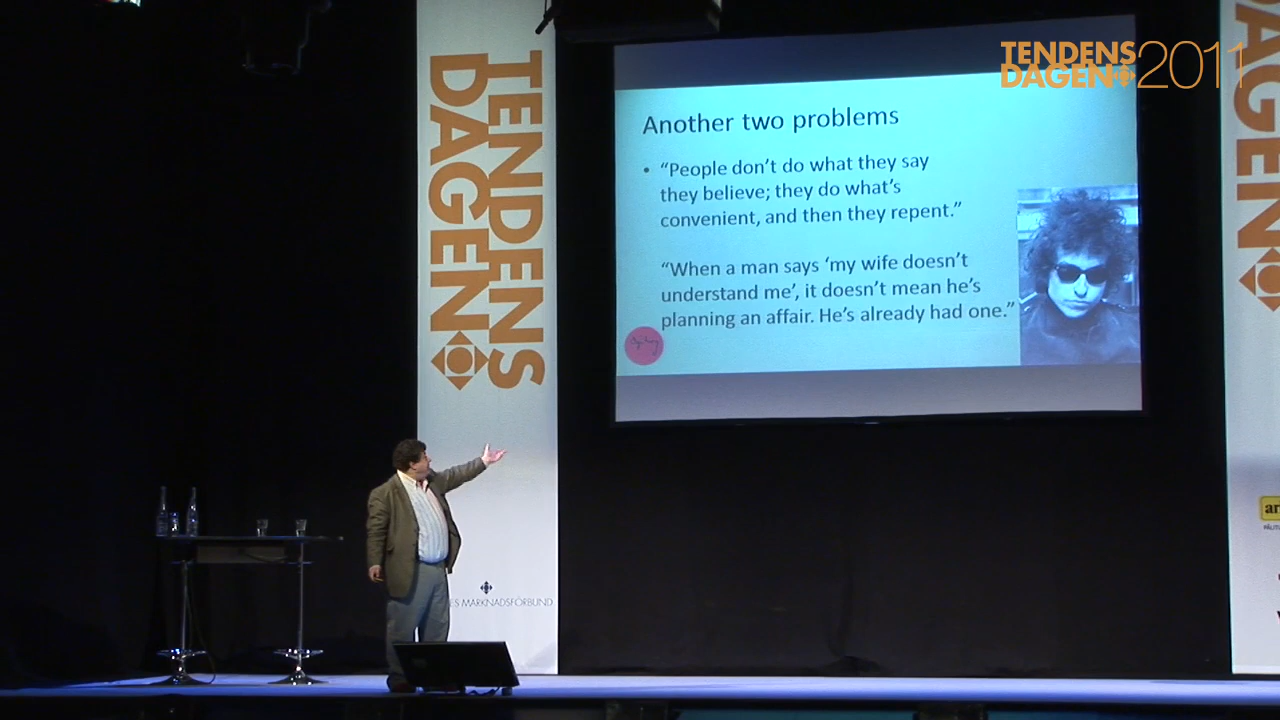 TENDENS
DAGEN
TENDENS
DAGEN 2011
Another two problems
• “People don’t do what they say
they believe; they do what’s
convenient, and then they repent.”
“When a man says ‘my wife doesn’t
understand me’, it doesn’t mean he’s
planning an affair. He’s already had one.”
ES MARKNADSFÖRBUND
DAGEN